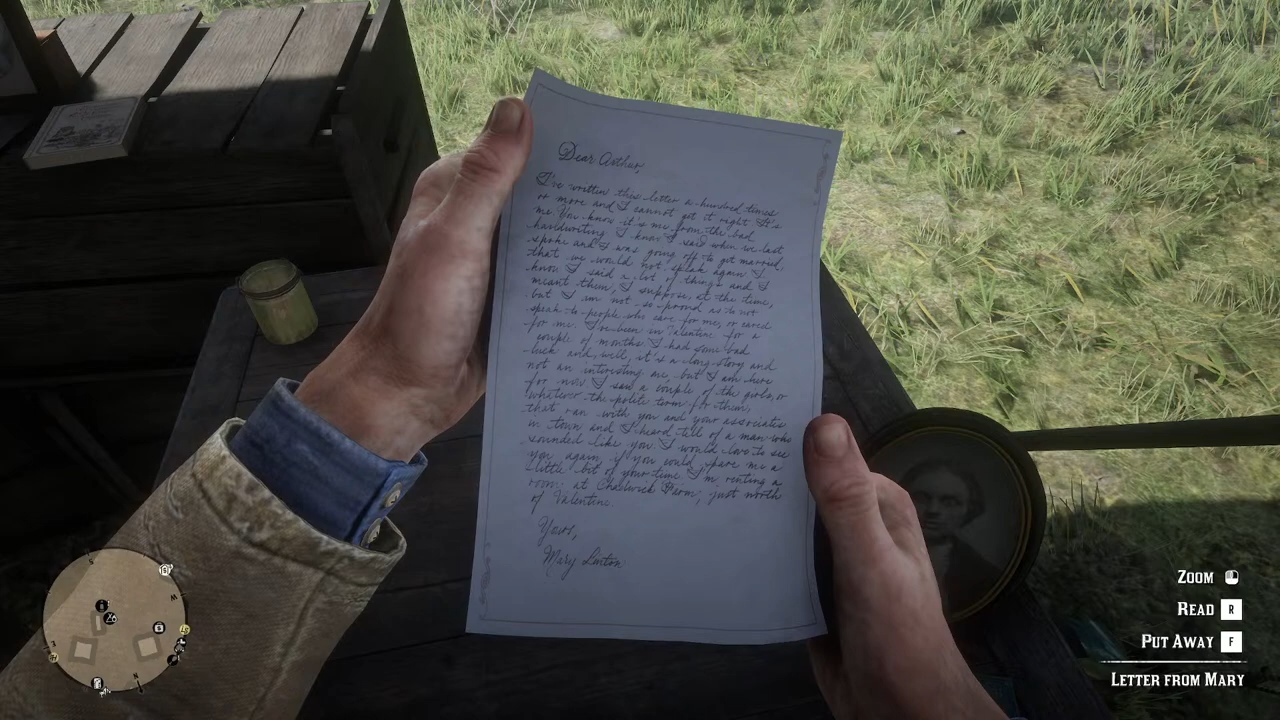 Dear Arthur,
I've written this letter a hundred times
or more and I cannot get it right It's
me You know it is me from the bad
handwriting I know I said when we last
spoke and I was going off to get married,
that we would not speak again I
know I said a lot of things and I
meant them, I suppose, at the time,
but I am not so proud as to not
speak to people who care for me, or cared
for me. I've been in Valentine for a
couple of months. I had some bad
luck and, well, it's a long story and
not an interesting one, but I am here
for now I saw a couple of the girls, or
whatever the polite term for them,
that ran with you and your associates
in town and I heard tell of a man who
sounded like you. I would love to see
you again if you could spare me a
little bit of your time I'm renting a
room; at Chadwick Farm; just north
of Valentine.
Yours,
Mary Linton
ZOOM
READ R
PUT AWAY F
LETTER FROM MARY